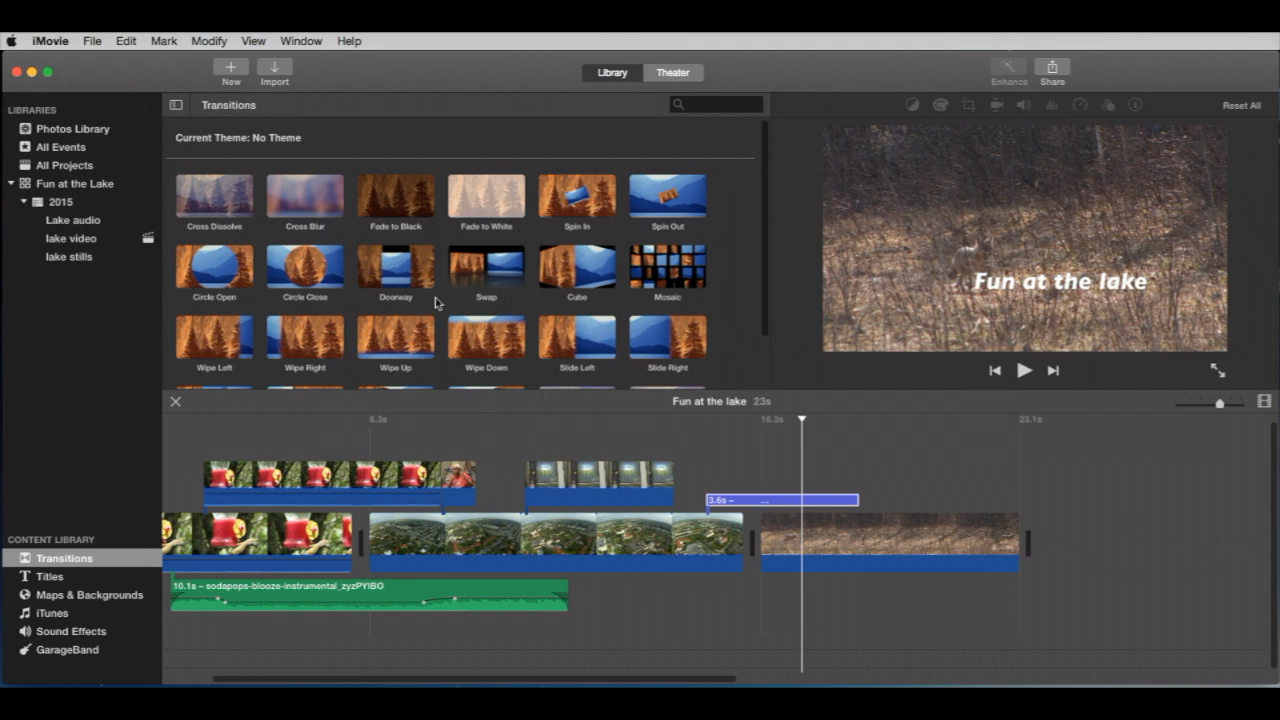 iMovie File Edit Mark Modify View Window Help
New Import Library Theater Enhance Share
LIBRARIES
Photos Library
All Events
All Projects
Fun at the Lake
2015
Lake audio
lake video
lake stills
CONTENT LIBRARY
Transitions
Titles
Maps & Backgrounds
iTunes
Sound Effects
GarageBand
Transitions
Current Theme: No Theme
Cross Dissolve Cross Blur Fade to Black Fade to White Spin In Spin Out
Circle Open Circle Close Doorway Swap Cube Mosaic
Wipe Left Wipe Right Wipe Up Wipe Down Slide Left Slide Right
Reset All
Fun at the lake
Fun at the lake 23s
6.3s 16.3s 23.1s
3.6s – ...
10.1s – sodapops-blooze-instrumental_zyzPYIBO